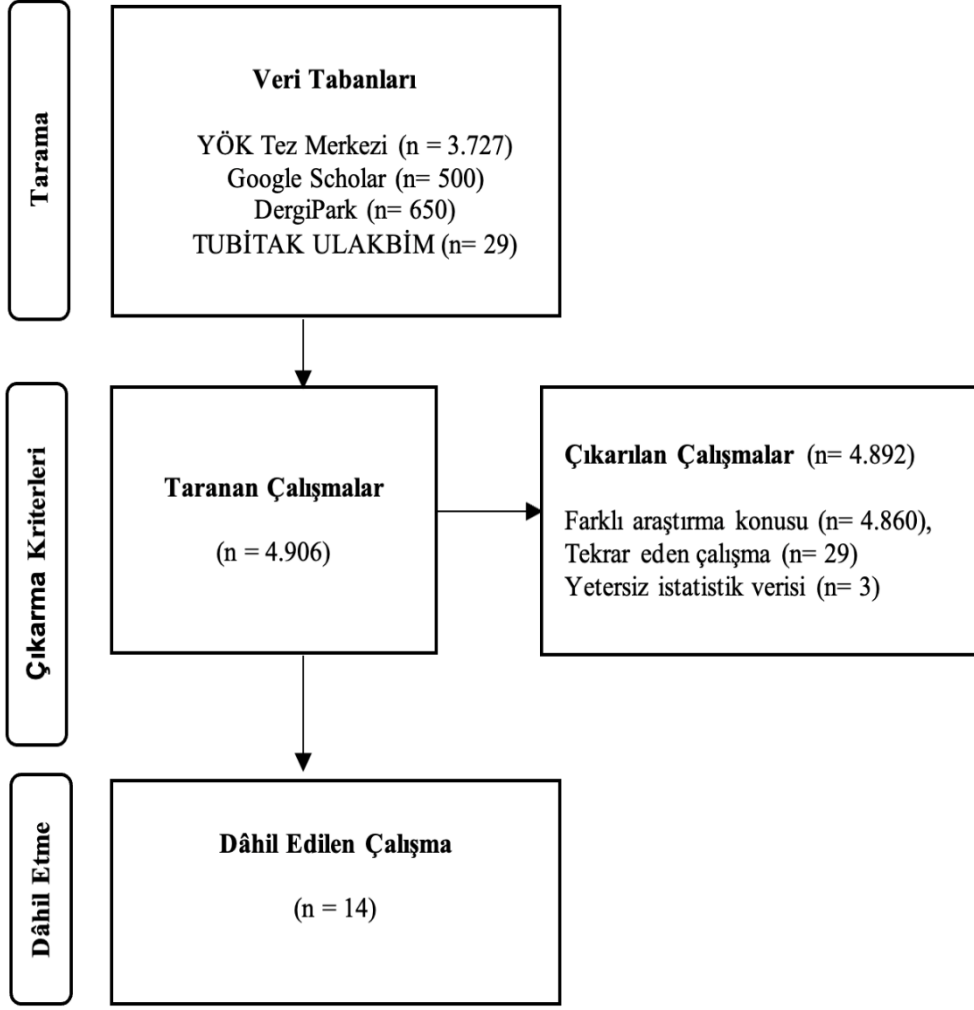 Tarama
Veri Tabanları
YÖK Tez Merkezi (n = 3.727)
Google Scholar (n= 500)
DergiPark (n= 650)
TUBİTAK ULAKBİM (n= 29)
Çıkarma Kriterleri
Taranan Çalışmalar
(n = 4.906)
Çıkarılan Çalışmalar (n= 4.892)
Farklı araştırma konusu (n= 4.860),
Tekrar eden çalışma (n= 29)
Yetersiz istatistik verisi (n= 3)
Dâhil Etme
Dâhil Edilen Çalışma
(n = 14)